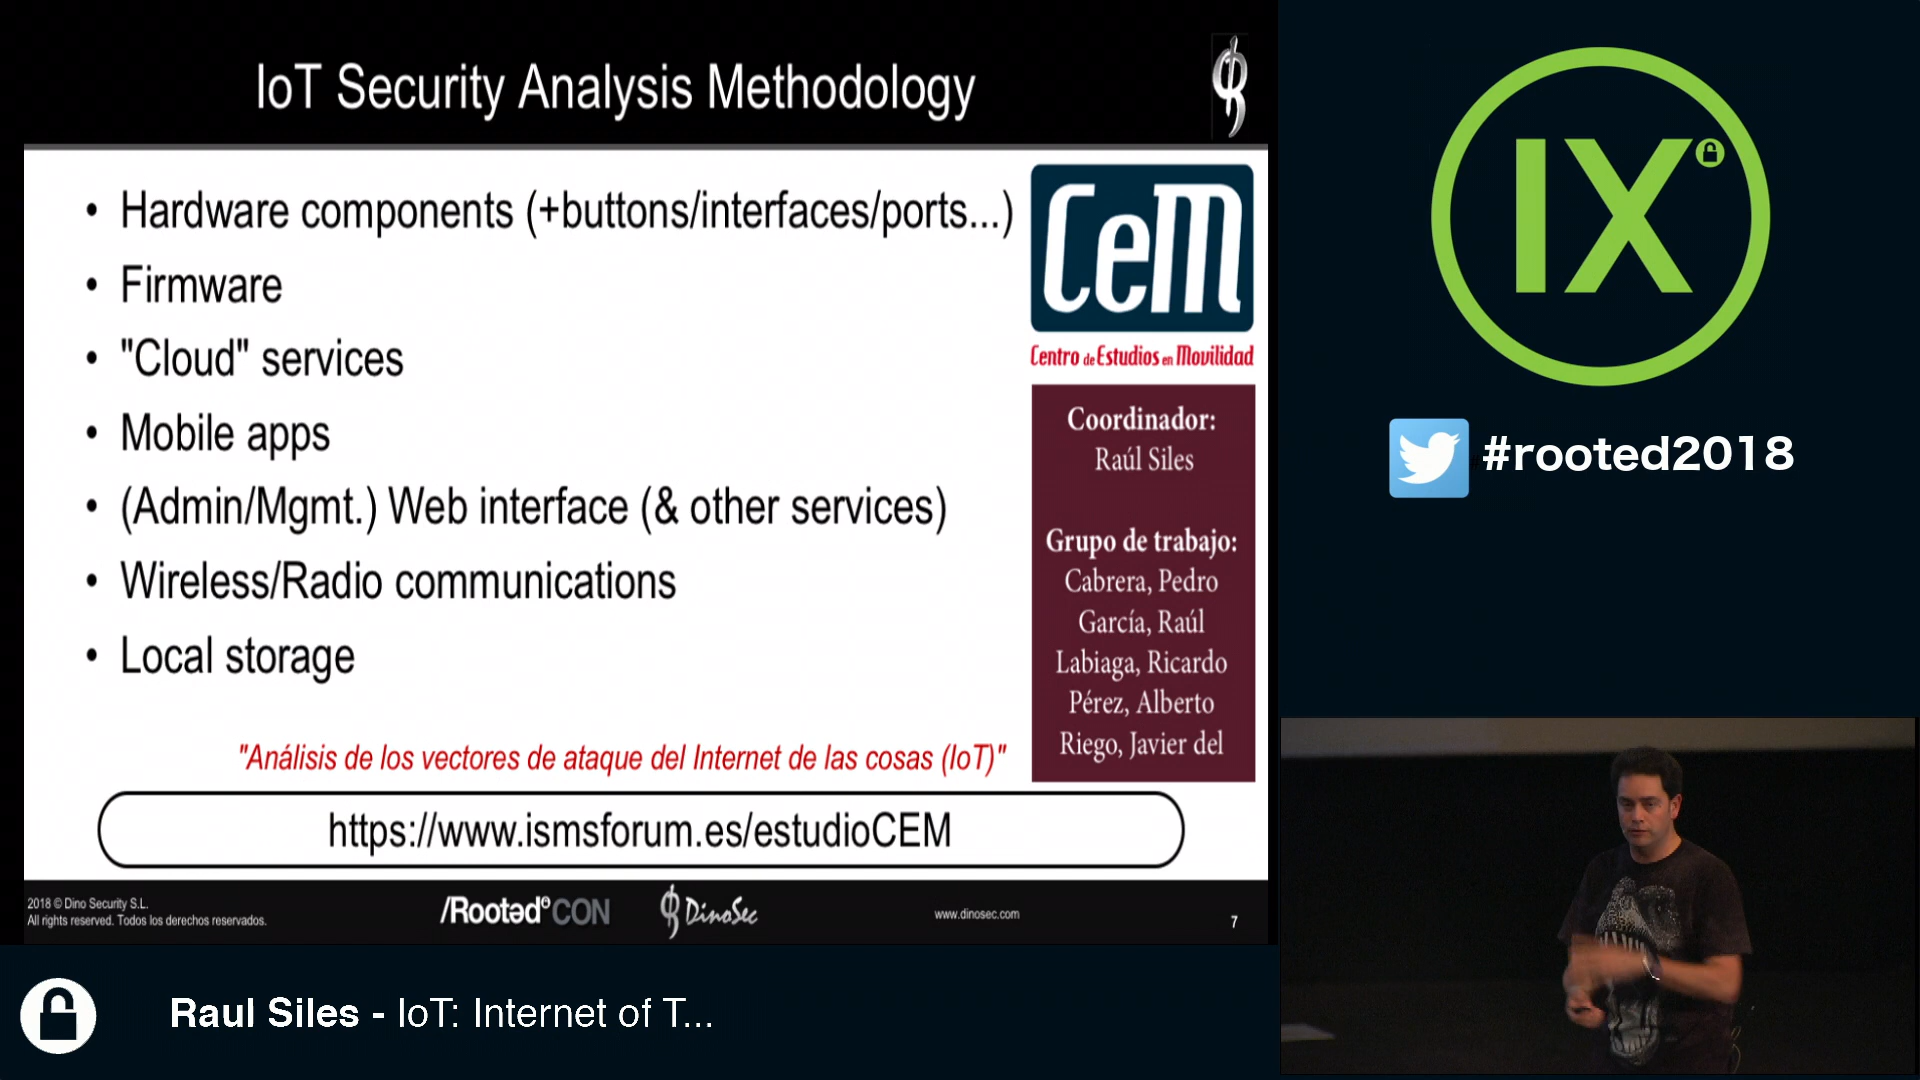 IoT Security Analysis Methodology
• Hardware components (+buttons/interfaces/ports...)
• Firmware
• "Cloud" services
• Mobile apps
• (Admin/Mgmt.) Web interface (& other services)
• Wireless/Radio communications
• Local storage
"Análisis de los vectores de ataque del Internet de las cosas (IoT)"
https://www.ismsforum.es/estudioCEM
CeM
Centro de Estudios en Movilidad
Coordinador:
Raúl Siles
Grupo de trabajo:
Cabrera, Pedro
García, Raúl
Labiaga, Ricardo
Pérez, Alberto
Riego, Javier del
2018 © Dino Security S.L.
All rights reserved. Todos los derechos reservados.
/Rooted CON
DinoSec
www.dinosec.com
7
IX
#rooted2018
Raul Siles - IoT: Internet of T...